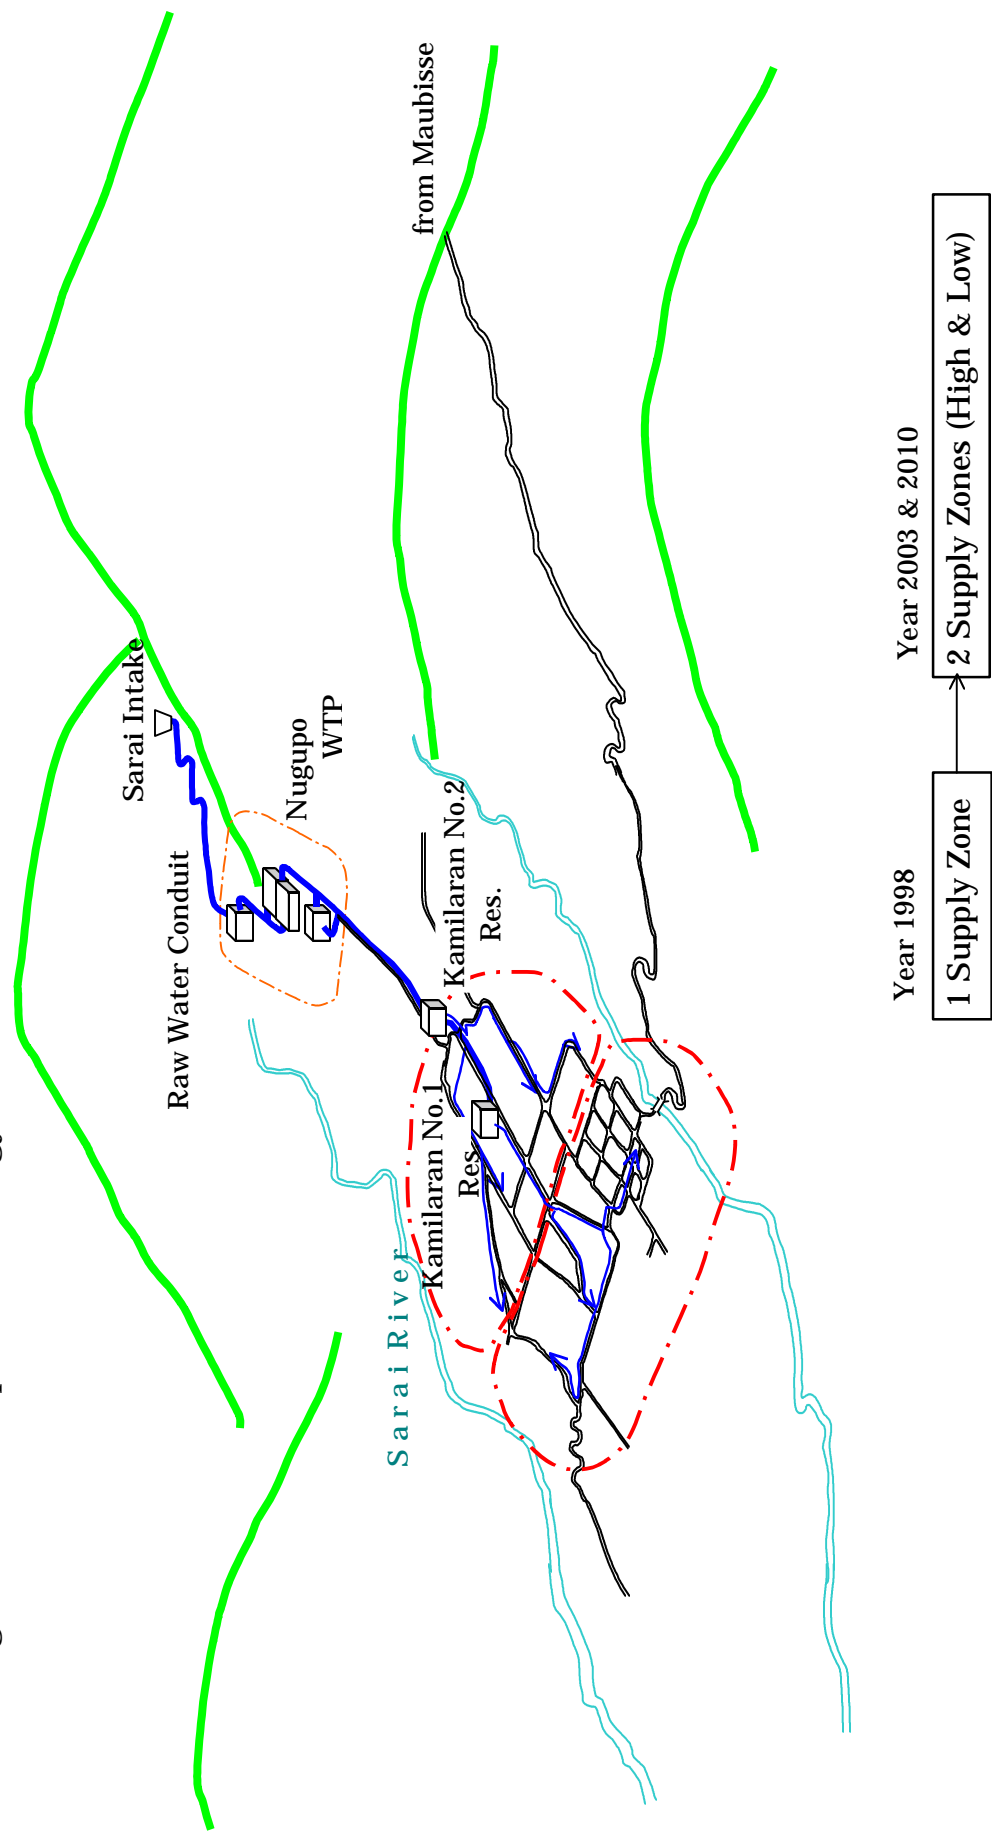 from Maubisse
Sarai Intake
Nugupo
WTP
Raw Water Conduit
Kamilaran No.2
Res.
Kamilaran No.1
Res.
Sarai River
Year 1998
1 Supply Zone
Year 2003 & 2010
2 Supply Zones (High & Low)